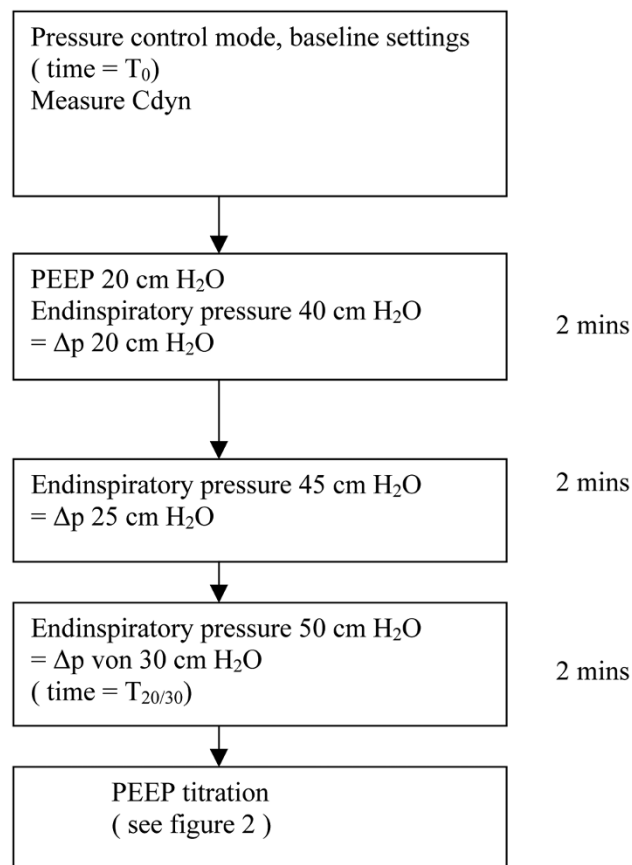 Pressure control mode, baseline settings
( time = T₀)
Measure Cdyn
PEEP 20 cm H₂O
Endinspiratory pressure 40 cm H₂O
= Δp 20 cm H₂O
2 mins
Endinspiratory pressure 45 cm H₂O
= Δp 25 cm H₂O
2 mins
Endinspiratory pressure 50 cm H₂O
= Δp von 30 cm H₂O
( time = T₂₀/₃₀)
2 mins
PEEP titration
( see figure 2 )